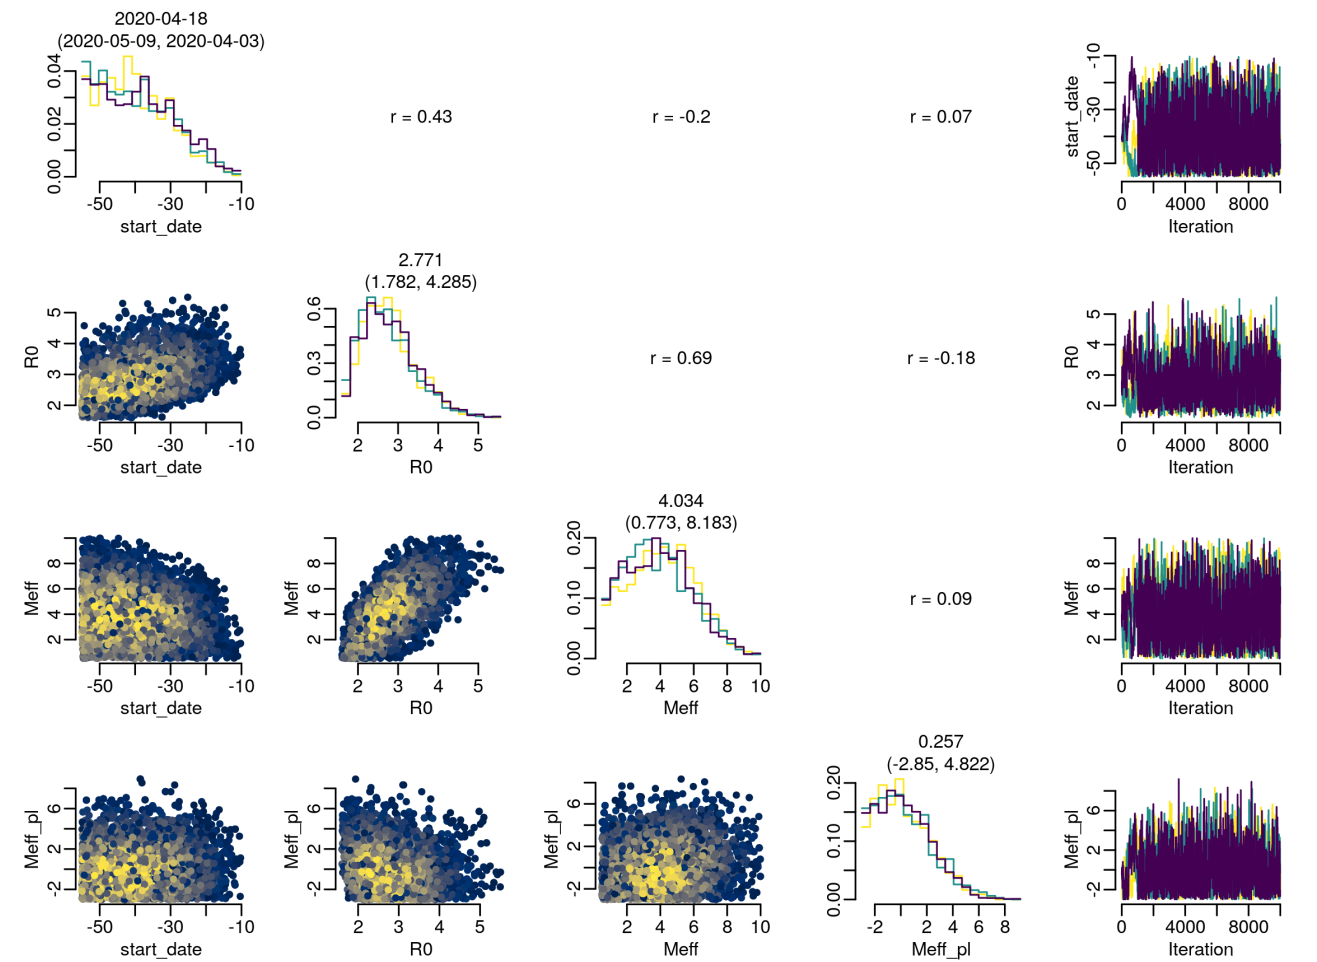 2020-04-18
(2020-05-09, 2020-04-03)
0.00 0.02 0.04
-50 -30 -10
start_date
r = 0.43
r = -0.2
r = 0.07
start_date
-50 -30 -10
0 4000 8000
Iteration
R0
2 3 4 5
-50 -30 -10
start_date
2.771
(1.782, 4.285)
0.0 0.3 0.6
2 3 4 5
R0
r = 0.69
r = -0.18
R0
2 3 4 5
0 4000 8000
Iteration
Meff
2 4 6 8
-50 -30 -10
start_date
Meff
2 4 6 8
2 3 4 5
R0
4.034
(0.773, 8.183)
0.00 0.10 0.20
2 4 6 8 10
Meff
r = 0.09
Meff
2 4 6 8
0 4000 8000
Iteration
Meff_pl
-2 2 6
-50 -30 -10
start_date
Meff_pl
-2 2 6
2 3 4 5
R0
Meff_pl
-2 2 6
2 4 6 8 10
Meff
0.257
(-2.85, 4.822)
0.00 0.10 0.20
-2 2 4 6 8
Meff_pl
Meff_pl
-2 2 6
0 4000 8000
Iteration